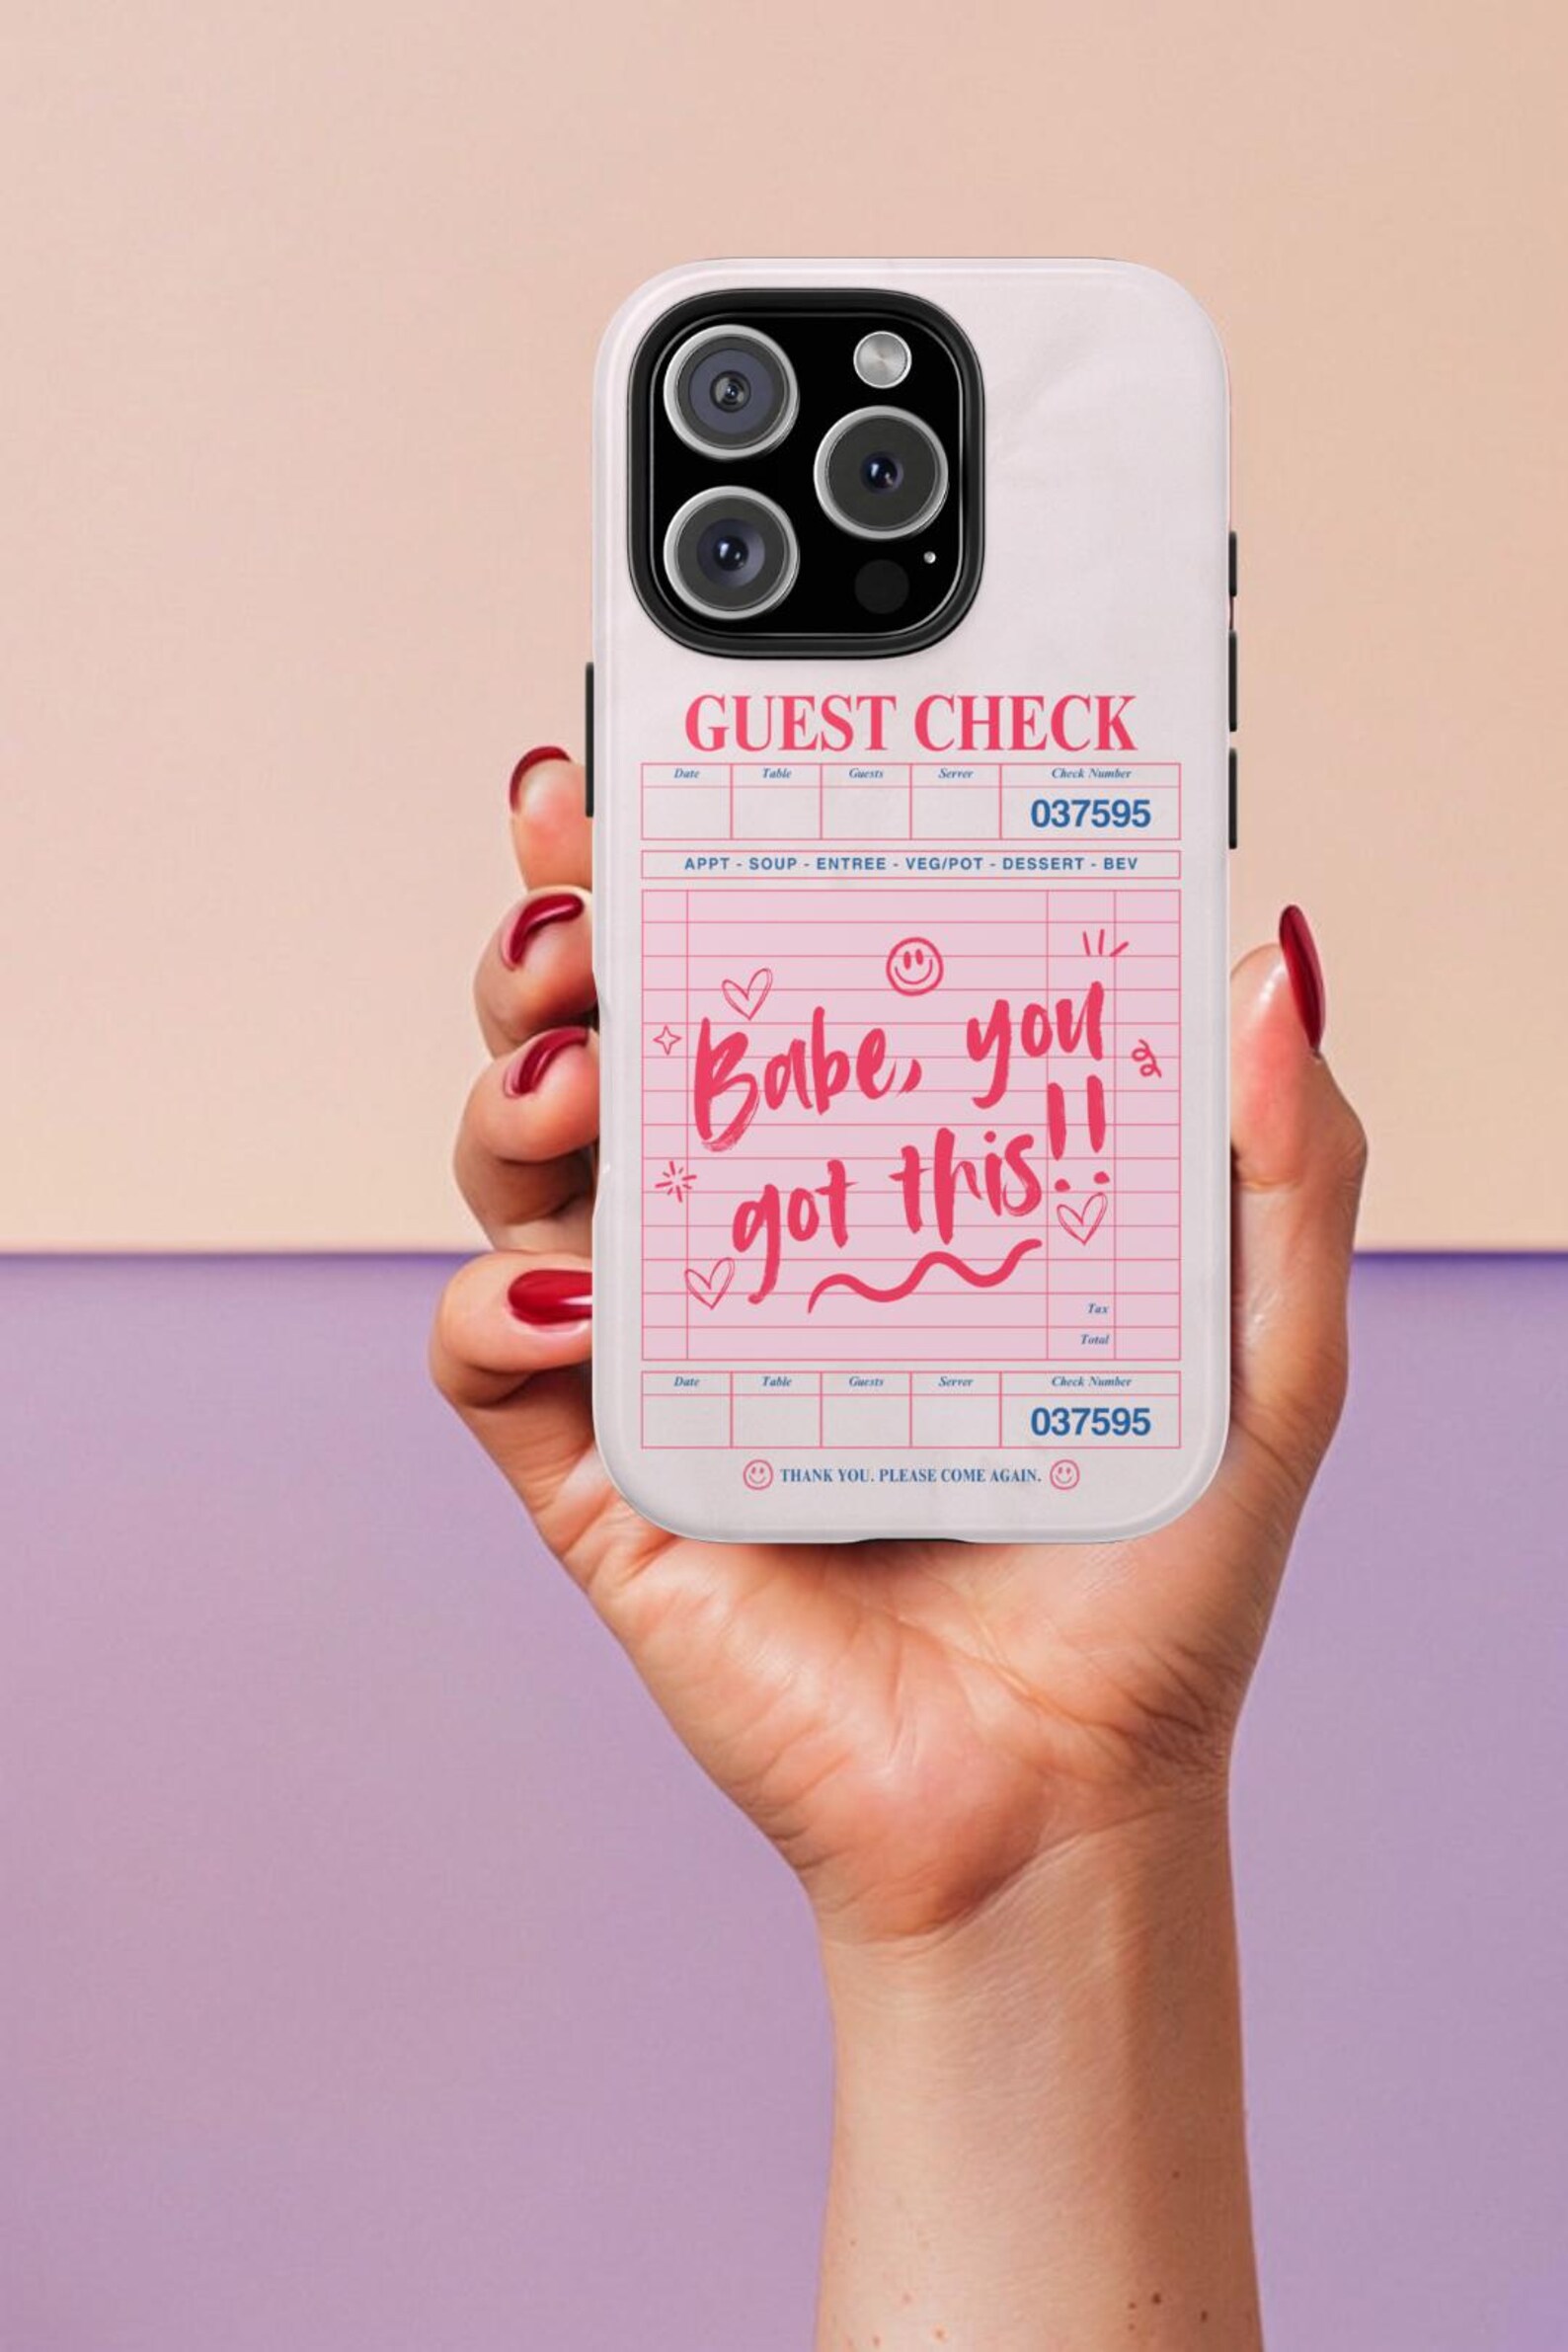 GUEST CHECK
Date Table Guests Server Check Number
037595
APPT - SOUP - ENTREE - VEG/POT - DESSERT - BEV
Babe, you
got this!!
Tax
Total
Date Table Guests Server Check Number
037595
THANK YOU. PLEASE COME AGAIN.